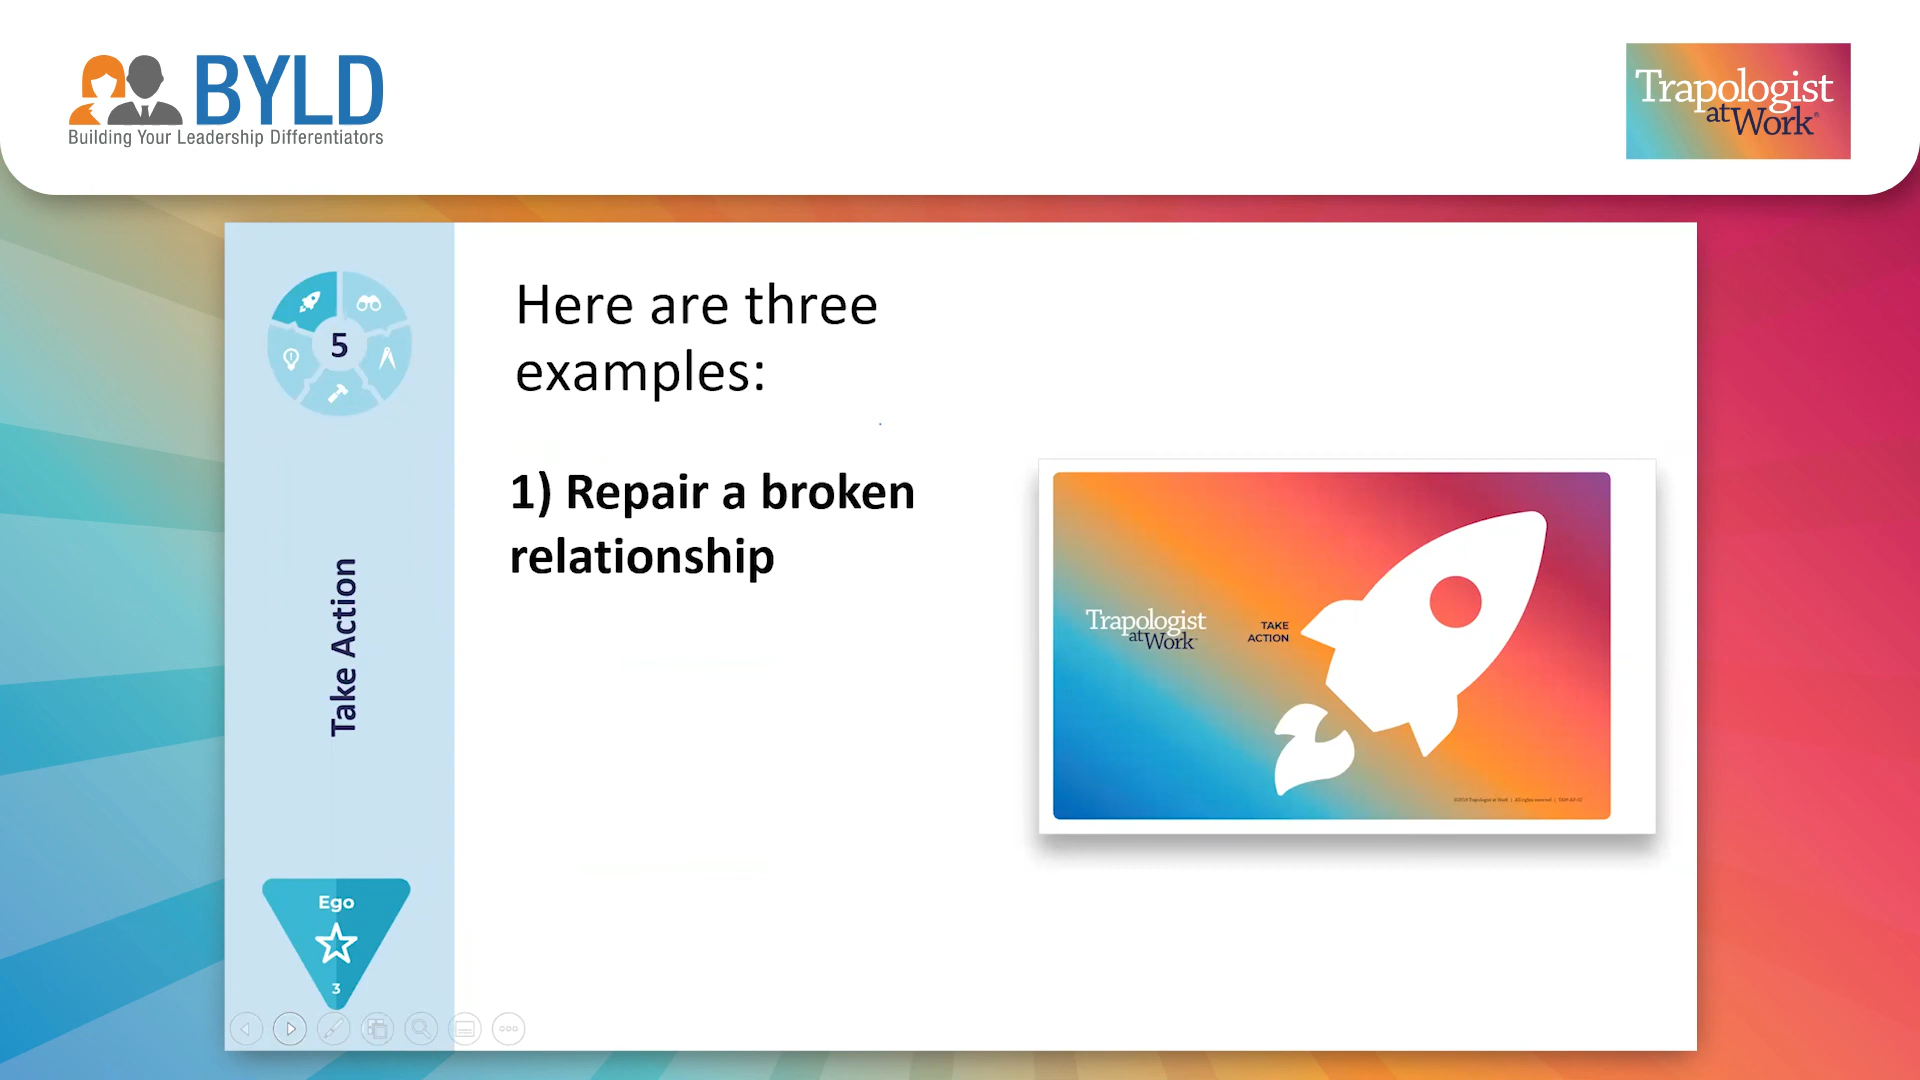 BYLD
Building Your Leadership Differentiators
Trapologist
at Work®
5
Here are three
examples:
1) Repair a broken
relationship
Take Action
Trapologist
at Work
TAKE
ACTION
Ego
3